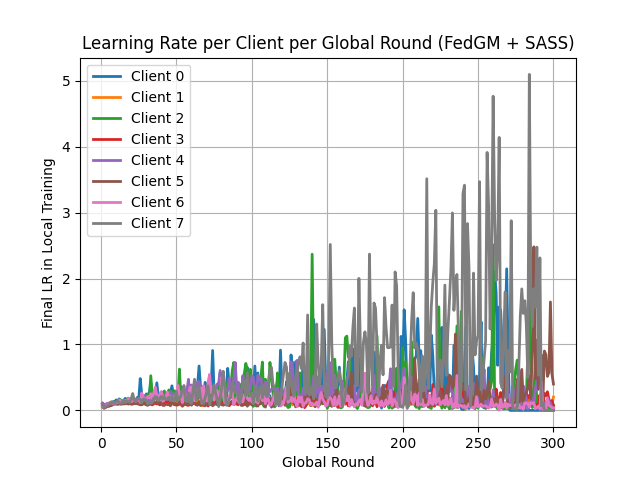 Learning Rate per Client per Global Round (FedGM + SASS)
Final LR in Local Training
5
4
3
2
1
0
Client 0
Client 1
Client 2
Client 3
Client 4
Client 5
Client 6
Client 7
0 50 100 150 200 250 300
Global Round